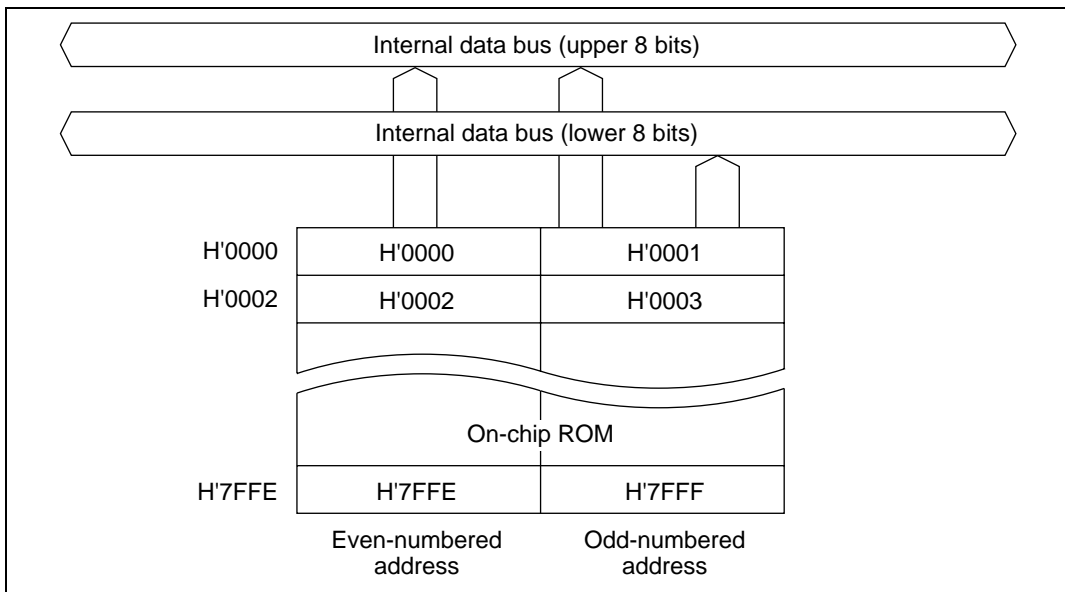 Internal data bus (upper 8 bits)
Internal data bus (lower 8 bits)
H'0000 H'0000 H'0001
H'0002 H'0002 H'0003
On-chip ROM
H'7FFE H'7FFE H'7FFF
Even-numbered address Odd-numbered address